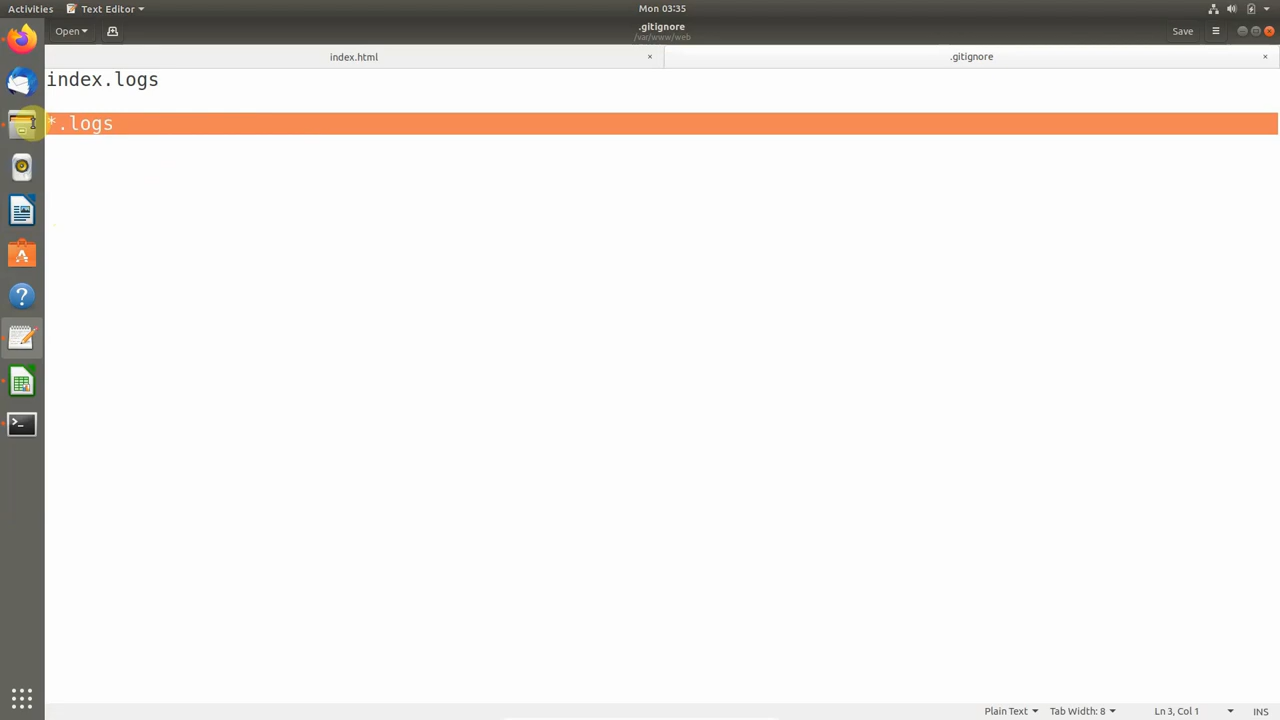 Activities Text Editor Mon 03:35
Open .gitignore Save
/var/www/web
index.html .gitignore
index.logs
*.logs
Plain Text Tab Width: 8 Ln 3, Col 1 INS